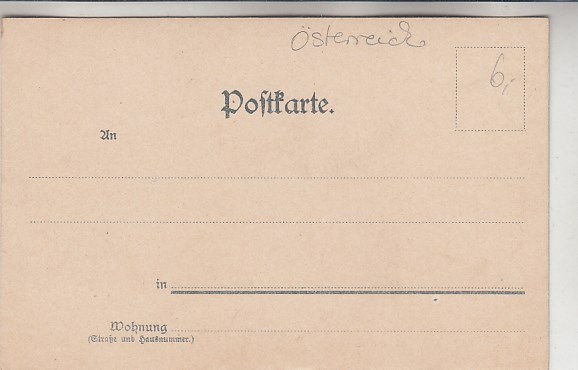 Österreich
6,-
Postkarte.
An
in
Wohnung
(Straße und Hausnummer.)